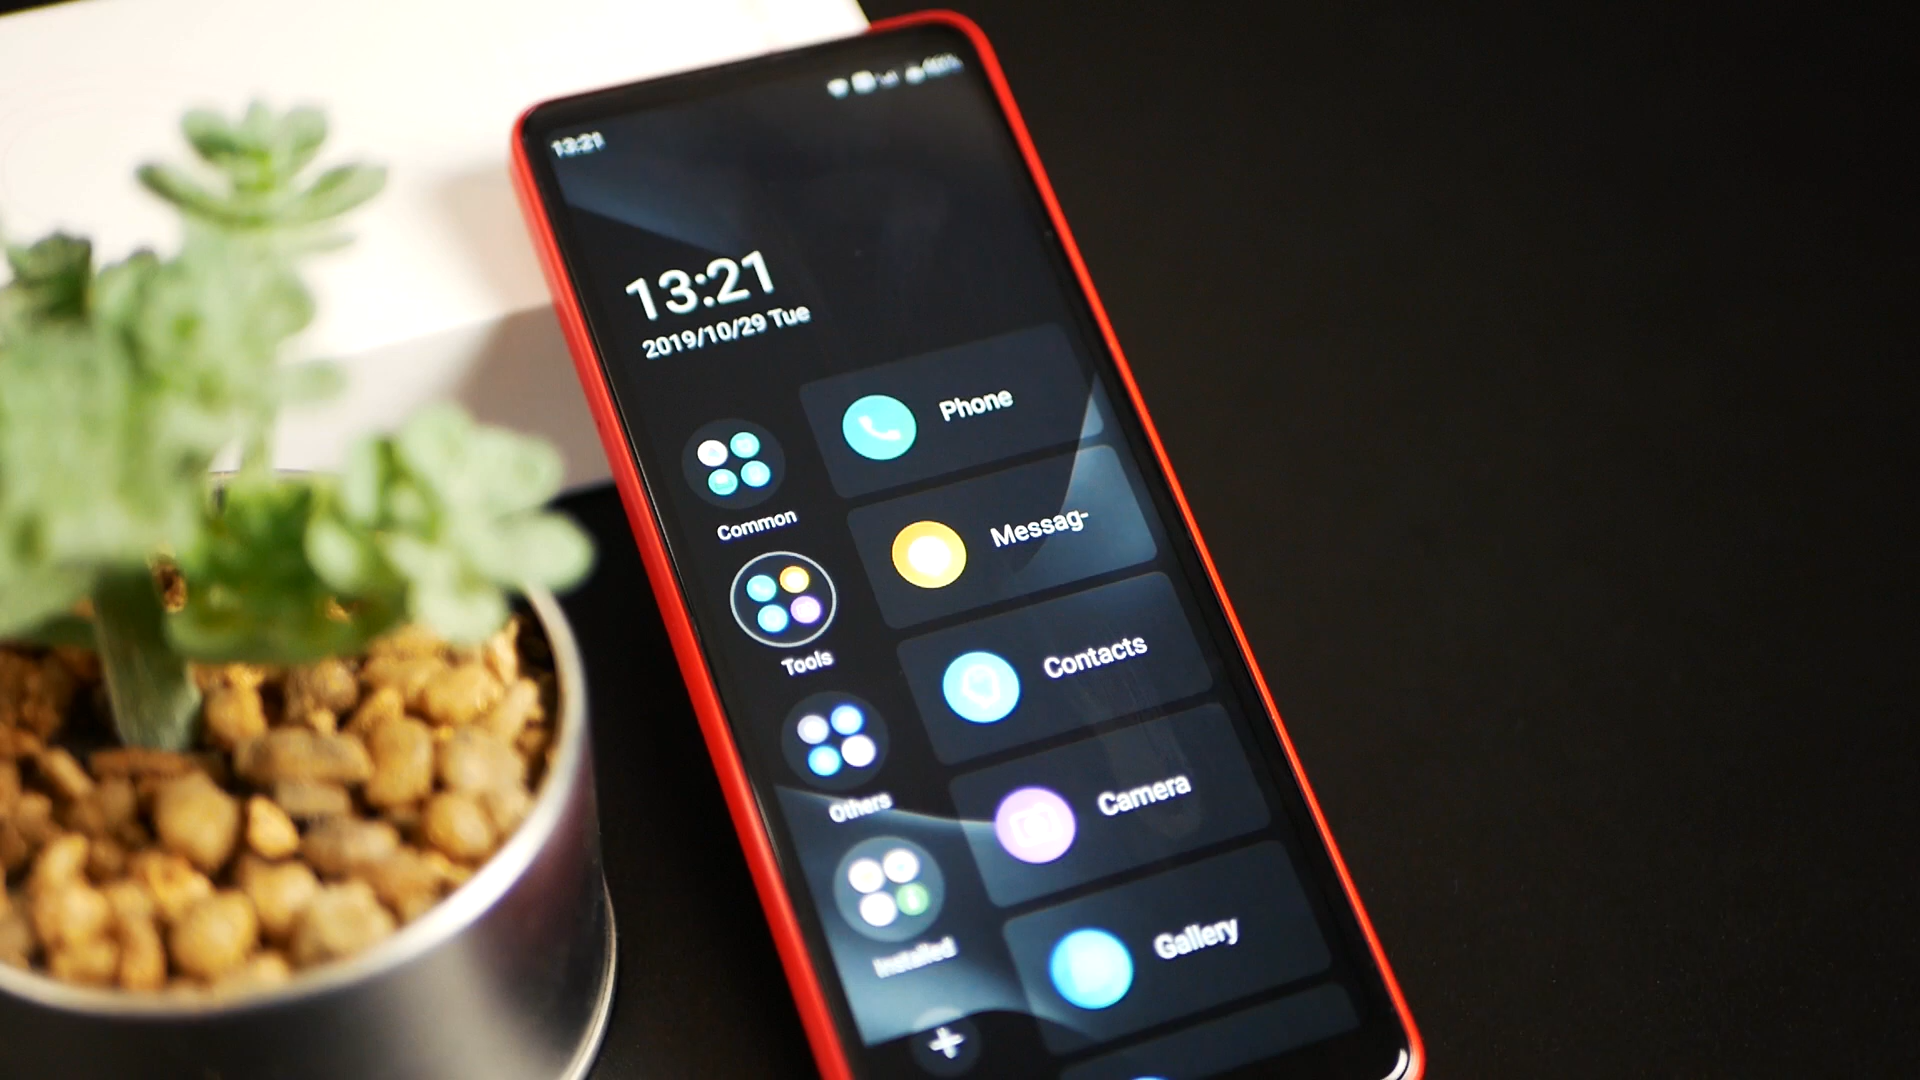 13:21
13:21
2019/10/29 Tue
Phone
Common
Messag-
Tools
Contacts
Others
Camera
Installed
Gallery